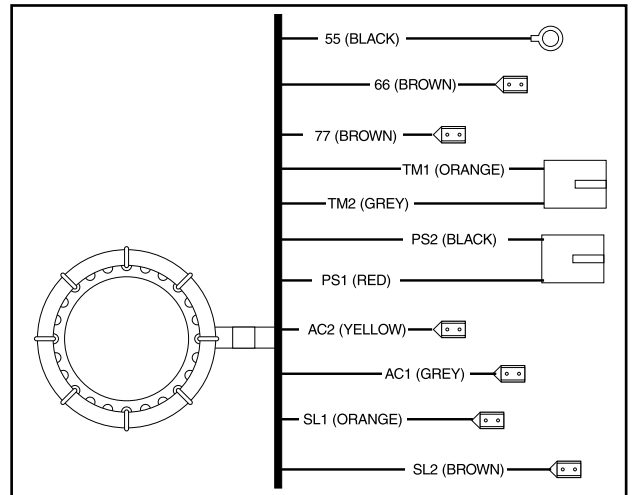 55 (BLACK)
66 (BROWN)
77 (BROWN)
TM1 (ORANGE)
TM2 (GREY)
PS2 (BLACK)
PS1 (RED)
AC2 (YELLOW)
AC1 (GREY)
SL1 (ORANGE)
SL2 (BROWN)